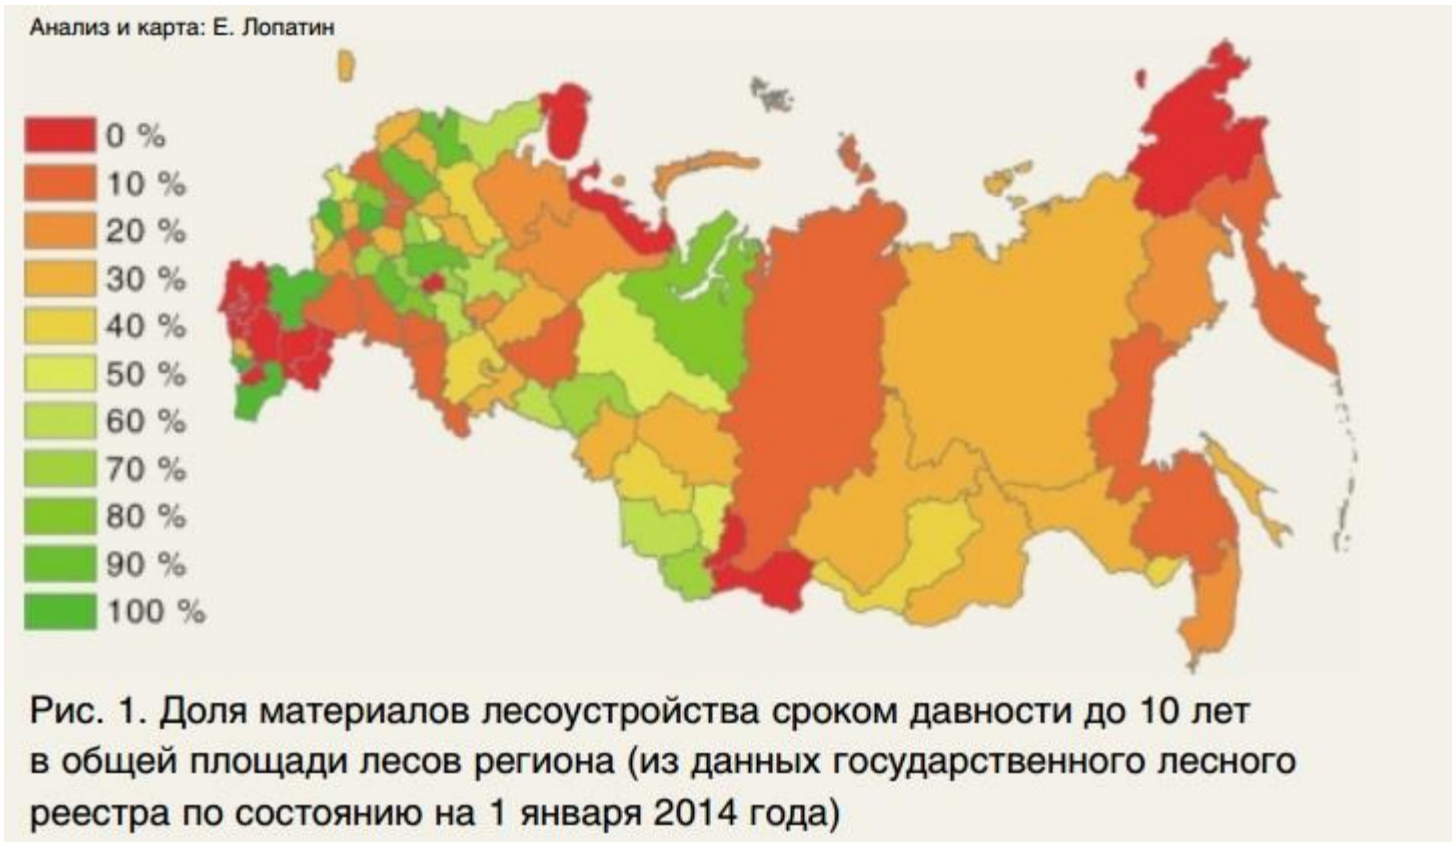 Анализ и карта: Е. Лопатин
0 %
10 %
20 %
30 %
40 %
50 %
60 %
70 %
80 %
90 %
100 %
Рис. 1. Доля материалов лесоустройства сроком давности до 10 лет
в общей площади лесов региона (из данных государственного лесного
реестра по состоянию на 1 января 2014 года)